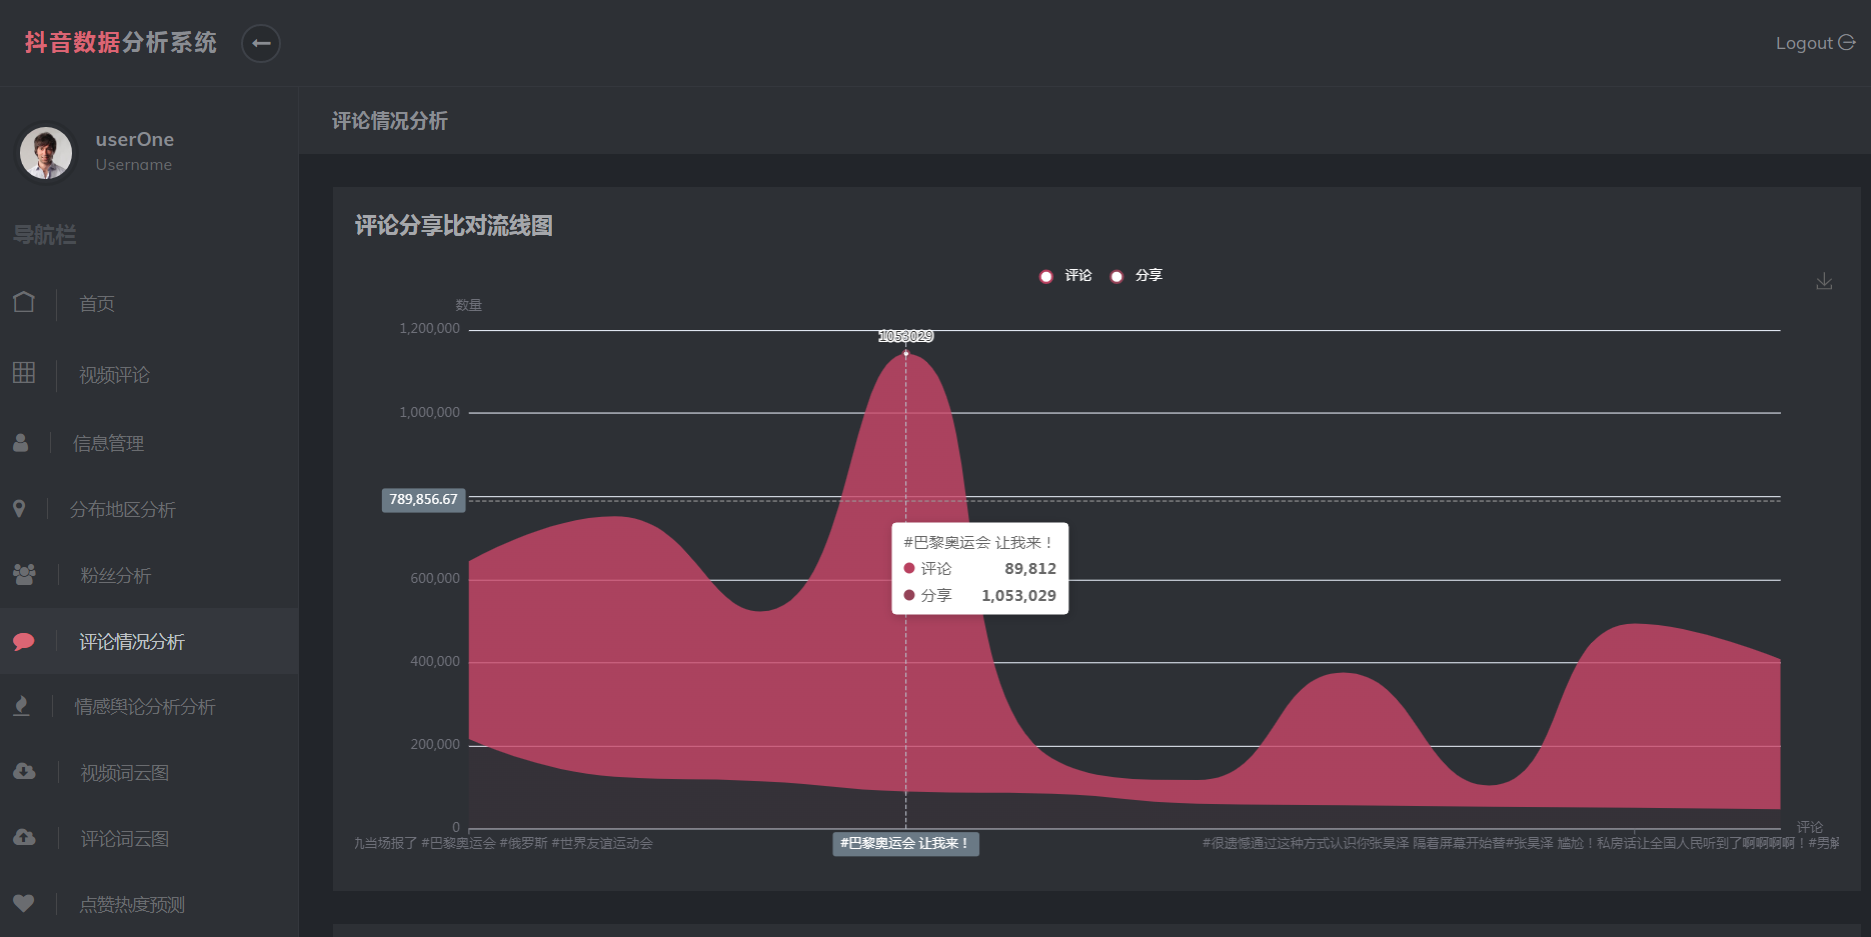 抖音数据分析系统
Logout
userOne
Username
导航栏
首页
视频评论
信息管理
分布地区分析
粉丝分析
评论情况分析
情感舆论分析分析
视频词云图
评论词云图
点赞热度预测
评论情况分析
评论分享比对流线图
评论 分享
数量
1,200,000
1053029
1,000,000
789,856.67
#巴黎奥运会 让我来！
评论 89,812
分享 1,053,029
600,000
400,000
200,000
0
评论
九当场报了 #巴黎奥运会 #俄罗斯 #世界友谊运动会
#巴黎奥运会 让我来！
#很遗憾通过这种方式认识你张昊泽 隔着屏幕开始替#张昊泽 尴尬！私房话让全国人民听到了啊啊啊啊！#男